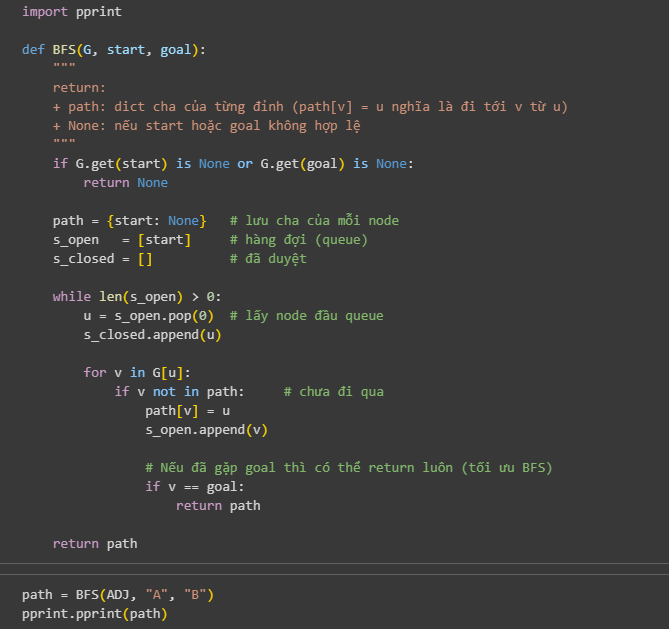 import pprint

def BFS(G, start, goal):
    """
    return:
    + path: dict cha của từng đỉnh (path[v] = u nghĩa là đi tới v từ u)
    + None: nếu start hoặc goal không hợp lệ
    """
    if G.get(start) is None or G.get(goal) is None:
        return None

    path = {start: None}   # lưu cha của mỗi node
    s_open   = [start]     # hàng đợi (queue)
    s_closed = []          # đã duyệt

    while len(s_open) > 0:
        u = s_open.pop(0)  # lấy node đầu queue
        s_closed.append(u)

        for v in G[u]:
            if v not in path:     # chưa đi qua
                path[v] = u
                s_open.append(v)

                # Nếu đã gặp goal thì có thể return luôn (tối ưu BFS)
                if v == goal:
                    return path

    return path

path = BFS(ADJ, "A", "B")
pprint.pprint(path)